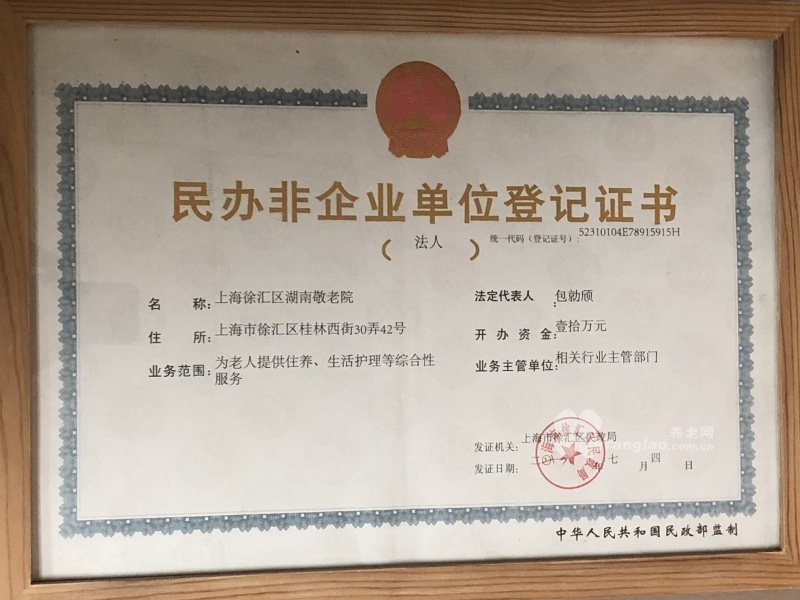 民办非企业单位登记证书
（ 法人 ） 统一代码（登记证号）: 52310104E78915915H
名 称: 上海徐汇区湖南敬老院
住 所: 上海市徐汇区桂林西街30弄42号
业务范围: 为老人提供住养、生活护理等综合性
服务
法定代表人: 包勍颀
开办资金: 壹拾万元
业务主管单位: 相关行业主管部门
发证机关: 上海市徐汇区民政局
发证日期: 年 七 月 四 日
养老网
yanglao.com.cn
中华人民共和国民政部监制